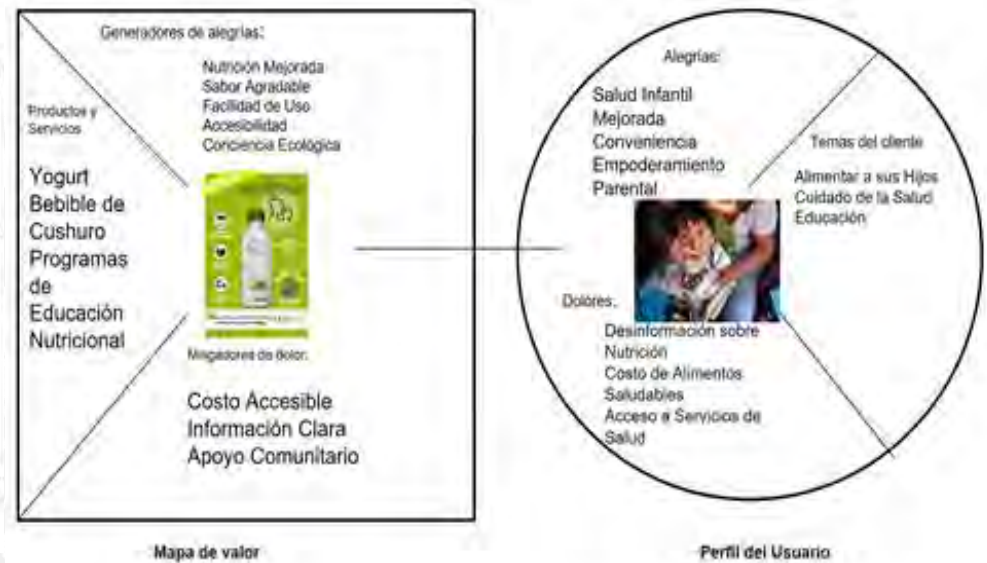 Generadores de alegrías:
Nutrición Mejorada
Sabor Agradable
Facilidad de Uso
Accesibilidad
Conciencia Ecológica
Productos y
Servicios
Yogurt
Bebible de
Cushuro
Programas
de
Educación
Nutricional
Mitigadores de dolor:
Costo Accesible
Información Clara
Apoyo Comunitario
Mapa de valor
Alegrías:
Salud Infantil
Mejorada
Conveniencia
Empoderamiento
Parental
Temas del cliente
Alimentar a sus Hijos
Cuidado de la Salud
Educación
Dolores:
Desinformación sobre
Nutrición
Costo de Alimentos
Saludables
Acceso a Servicios de
Salud
Perfil del Usuario